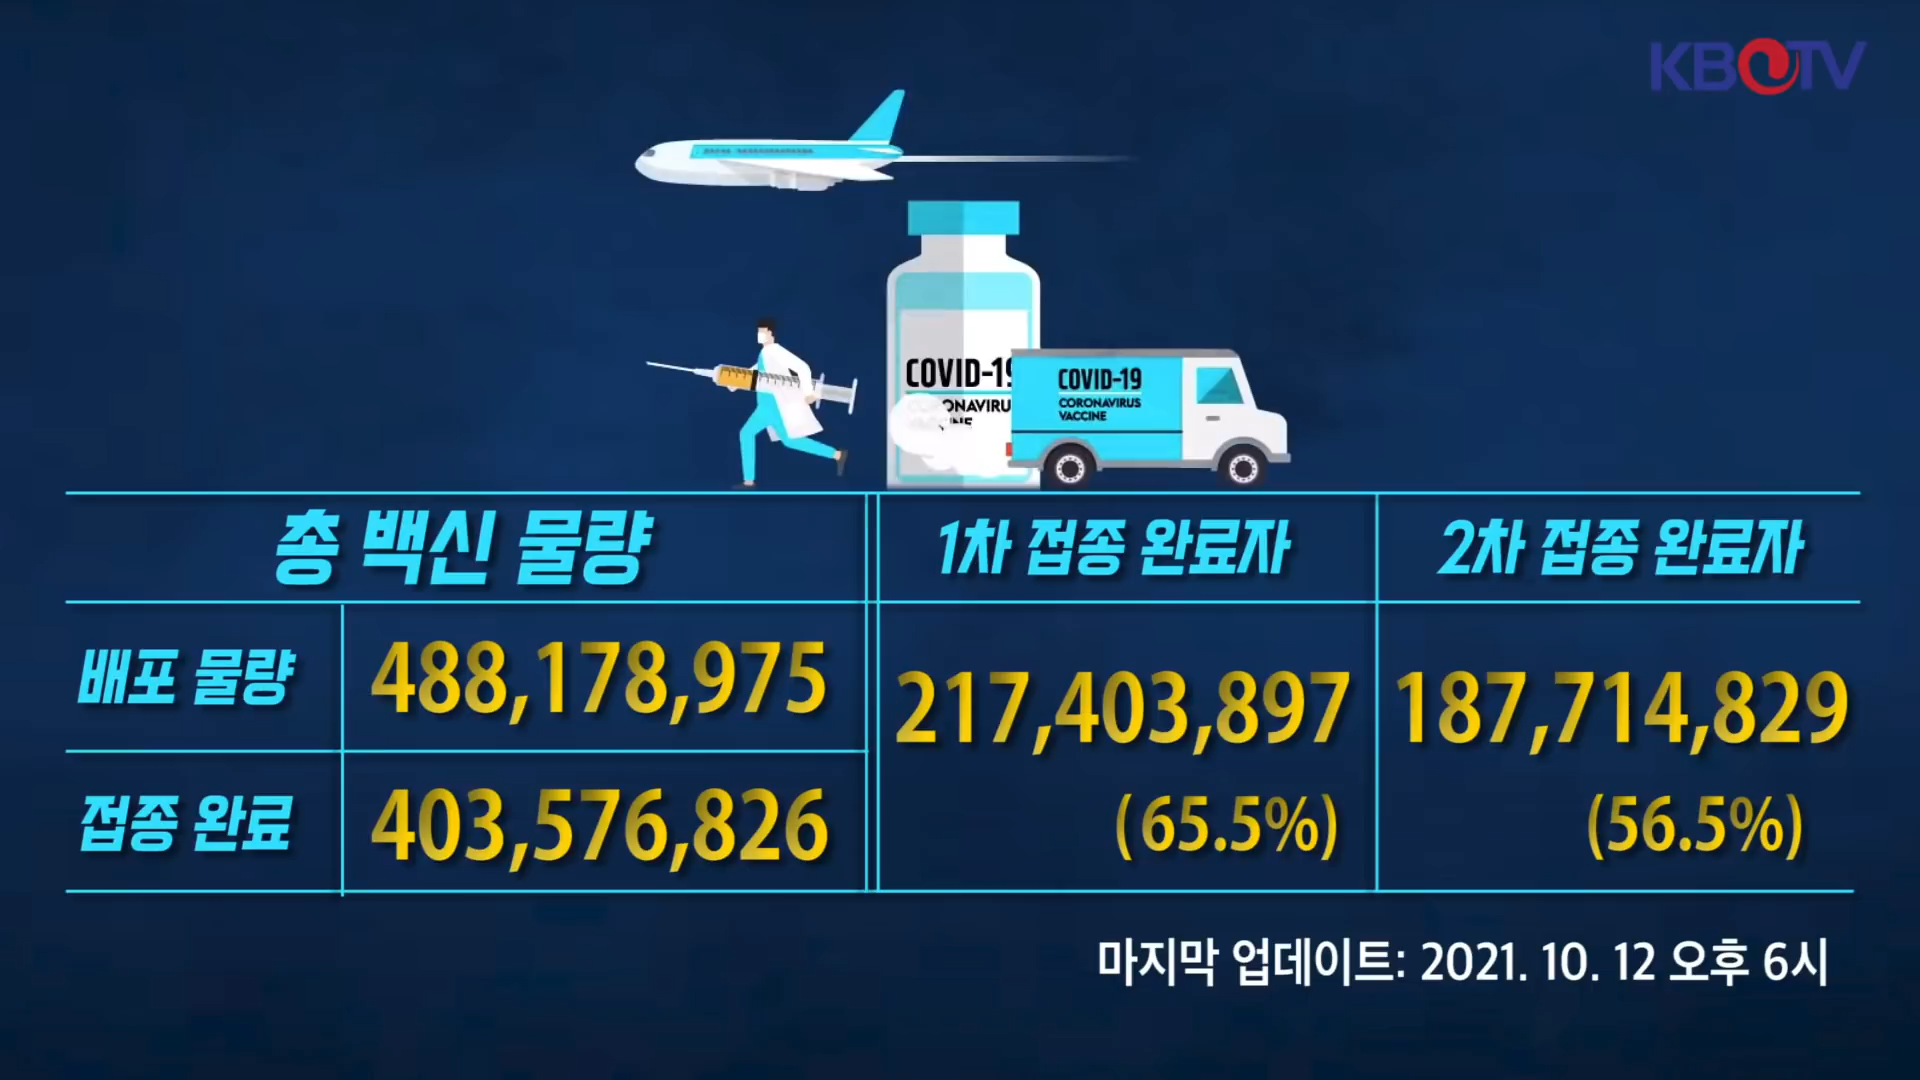 KBTV
COVID-19
CORONAVIRUS
VACCINE
총 백신 물량
1차 접종 완료자
2차 접종 완료자
배포 물량
488,178,975
217,403,897
187,714,829
접종 완료
403,576,826
(65.5%)
(56.5%)
마지막 업데이트: 2021. 10. 12 오후 6시